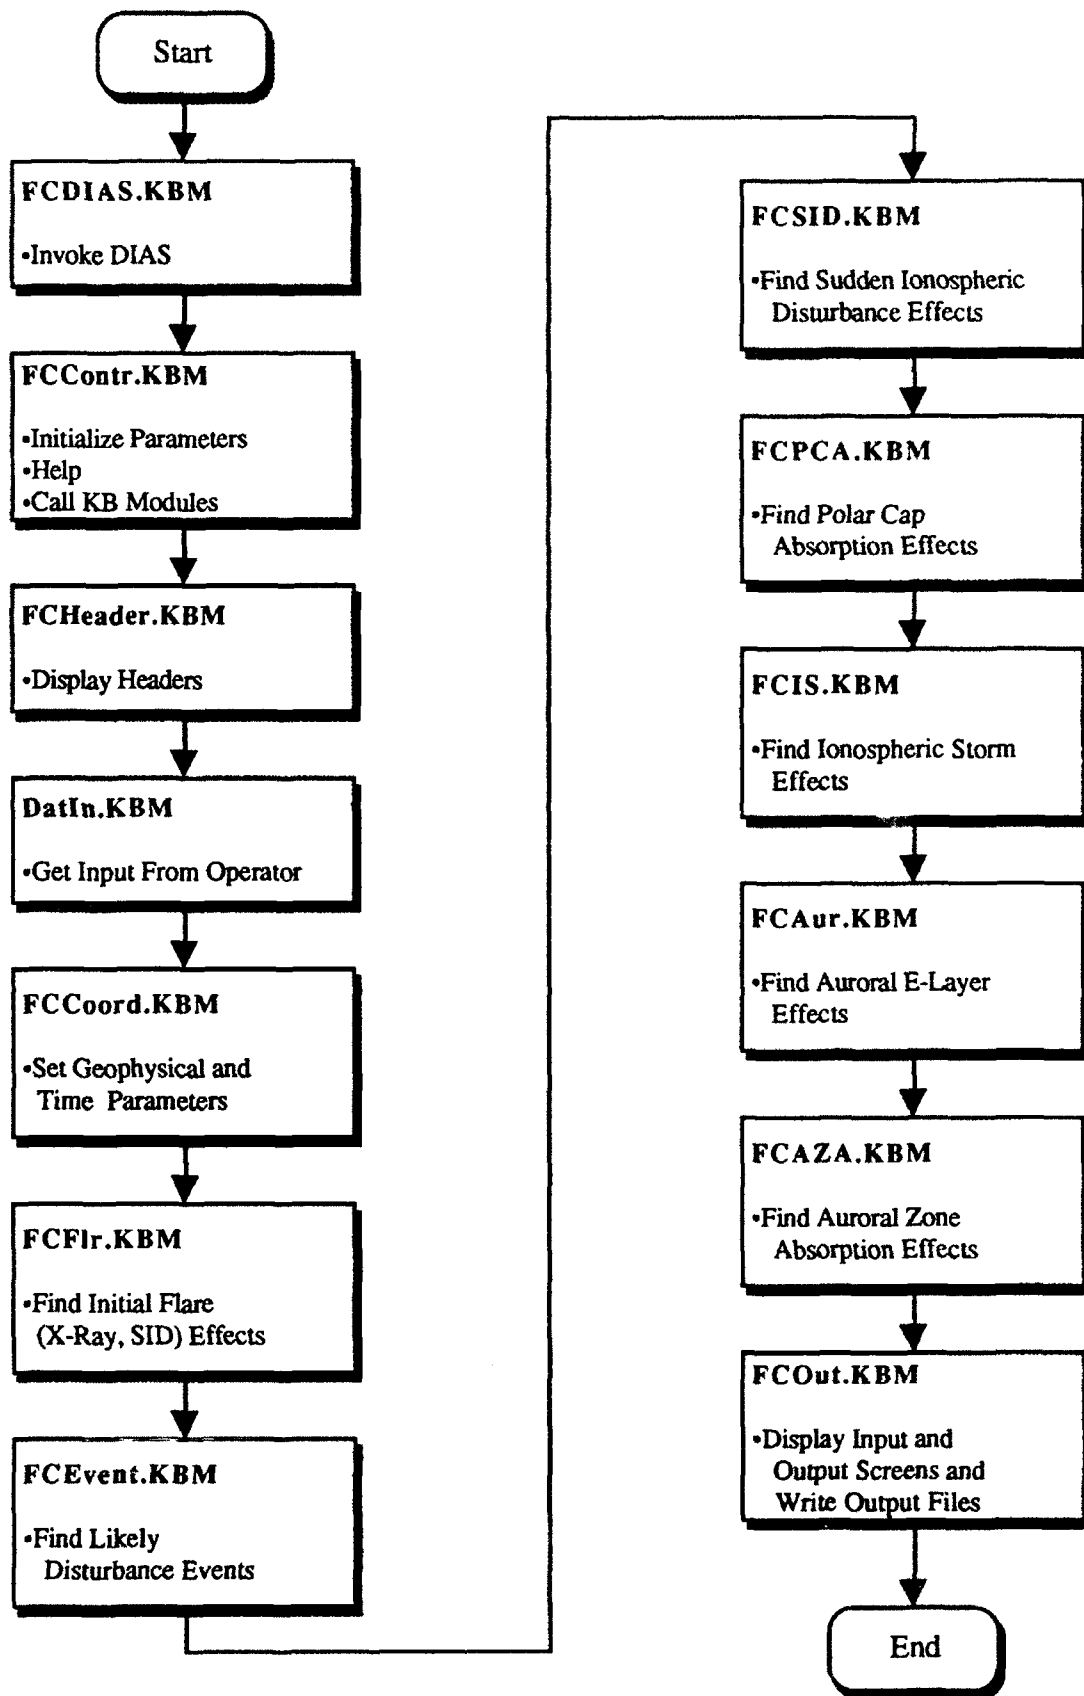 Start
FCDIAS.KBM
•Invoke DIAS
FCContr.KBM
•Initialize Parameters
•Help
•Call KB Modules
FCHeader.KBM
•Display Headers
DatIn.KBM
•Get Input From Operator
FCCoord.KBM
•Set Geophysical and
Time Parameters
FCFlr.KBM
•Find Initial Flare
(X-Ray, SID) Effects
FCEvent.KBM
•Find Likely
Disturbance Events
FCSID.KBM
•Find Sudden Ionospheric
Disturbance Effects
FCPCA.KBM
•Find Polar Cap
Absorption Effects
FCIS.KBM
•Find Ionospheric Storm
Effects
FCAur.KBM
•Find Auroral E-Layer
Effects
FCAZA.KBM
•Find Auroral Zone
Absorption Effects
FCOut.KBM
•Display Input and
Output Screens and
Write Output Files
End